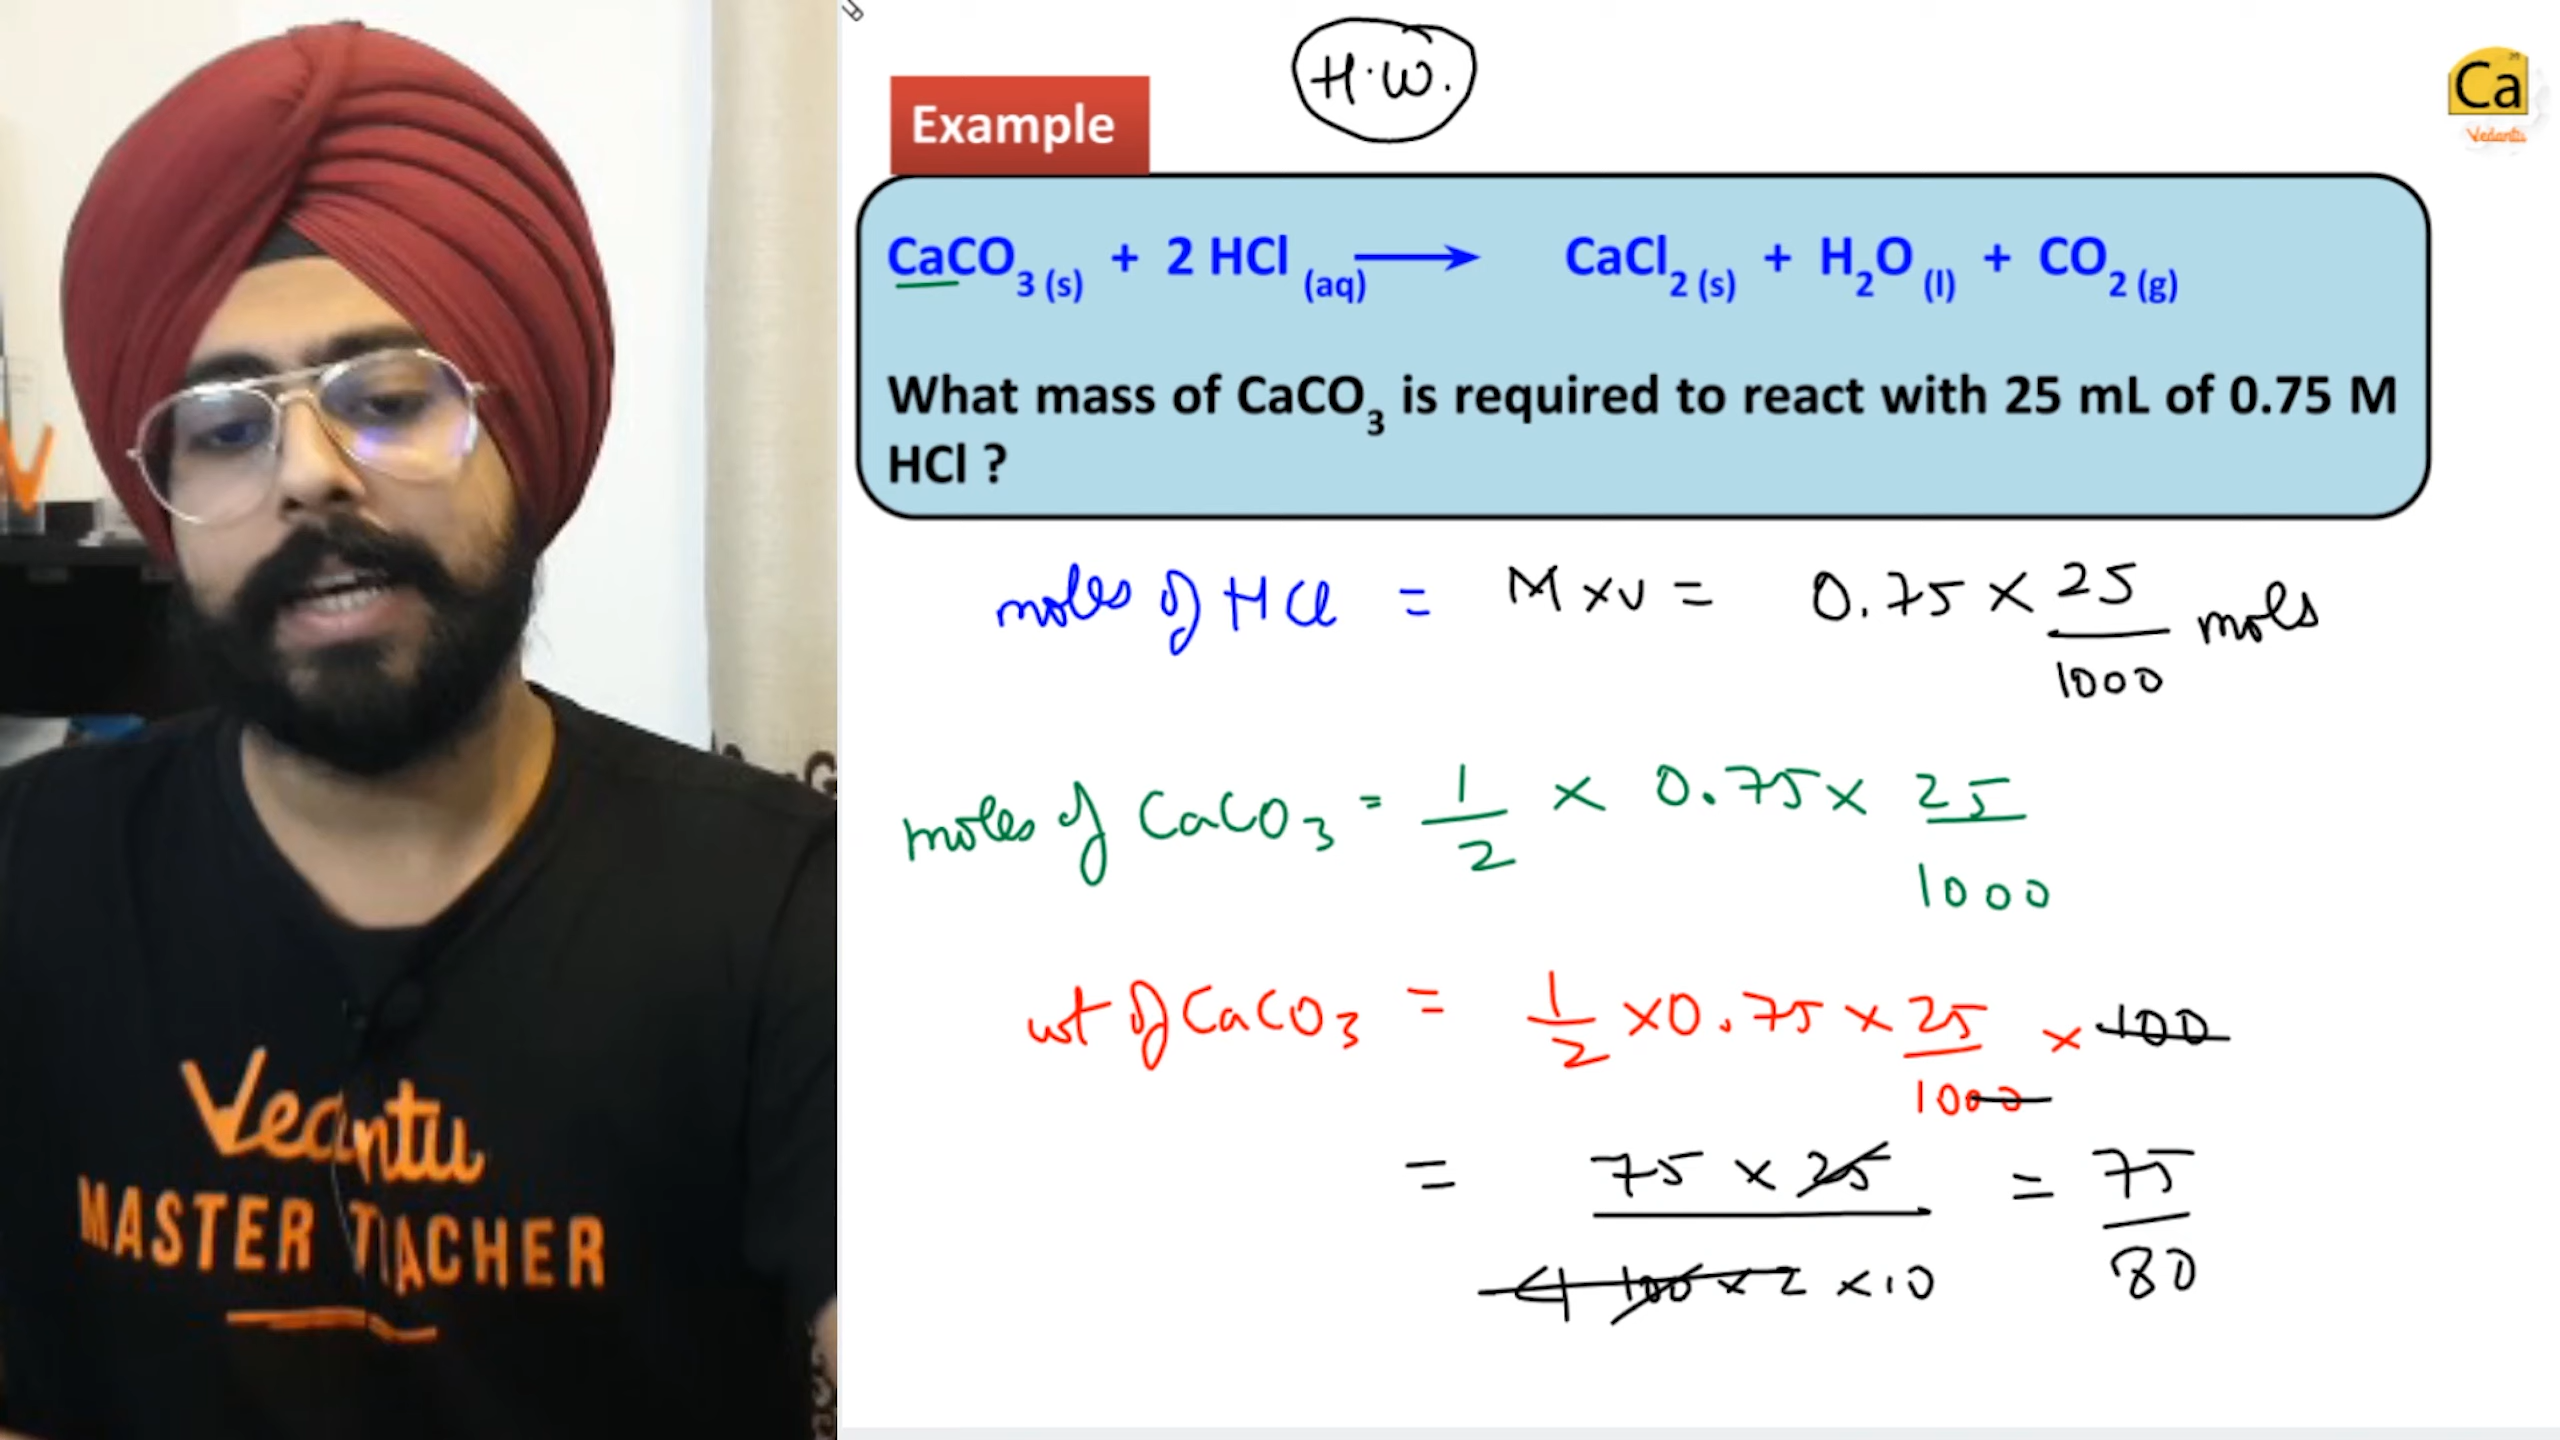 H.W.
Example
Ca
Vedantu
CaCO3 (s) + 2 HCl (aq) ⟶ CaCl2 (s) + H2O (l) + CO2 (g)
What mass of CaCO3 is required to react with 25 mL of 0.75 M
HCl ?
moles of HCl = M×V = 0.75 × 25/1000 mols
moles of CaCO3 = 1/2 × 0.75 × 25/1000
wt of CaCO3 = 1/2 × 0.75 × 25/1000 × 100
= 75 × 25 / 4 100 × 2 × 10 = 75/80
Vedantu
MASTER TEACHER